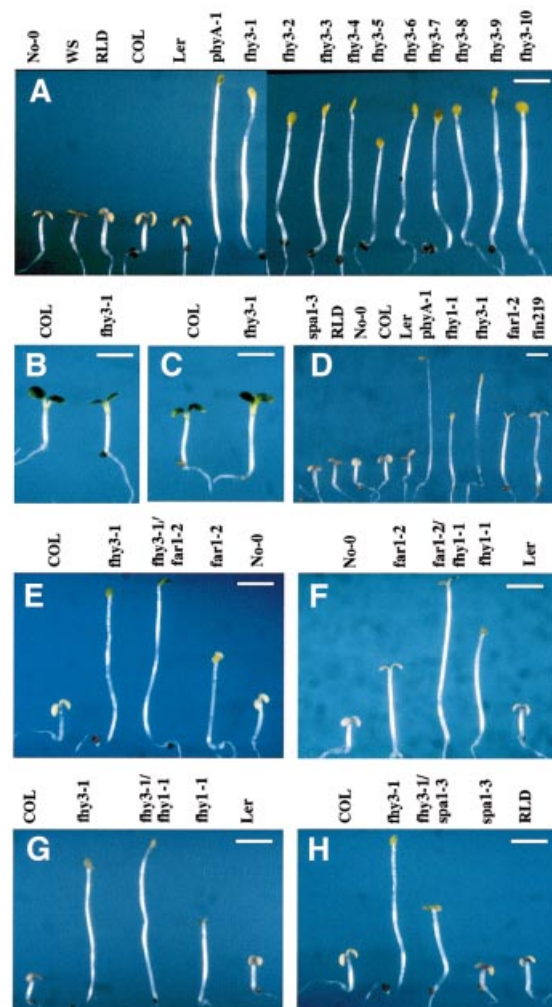 No-0 WS RLD COL Ler phyA-1 fhy3-1 fhy3-2 fhy3-3 fhy3-4 fhy3-5 fhy3-6 fhy3-7 fhy3-8 fhy3-9 fhy3-10
A
COL fhy3-1
B
COL fhy3-1
C
spa1-3 RLD No-0 COL Ler phyA-1 fhy1-1 fhy3-1 far1-2 fin219
D
COL fhy3-1 fhy3-1/ far1-2 far1-2 No-0
E
No-0 far1-2 far1-2/ fhy1-1 fhy1-1 Ler
F
COL fhy3-1 fhy3-1/ fhy1-1 fhy1-1 Ler
G
COL fhy3-1 fhy3-1/ spa1-3 spa1-3 RLD
H